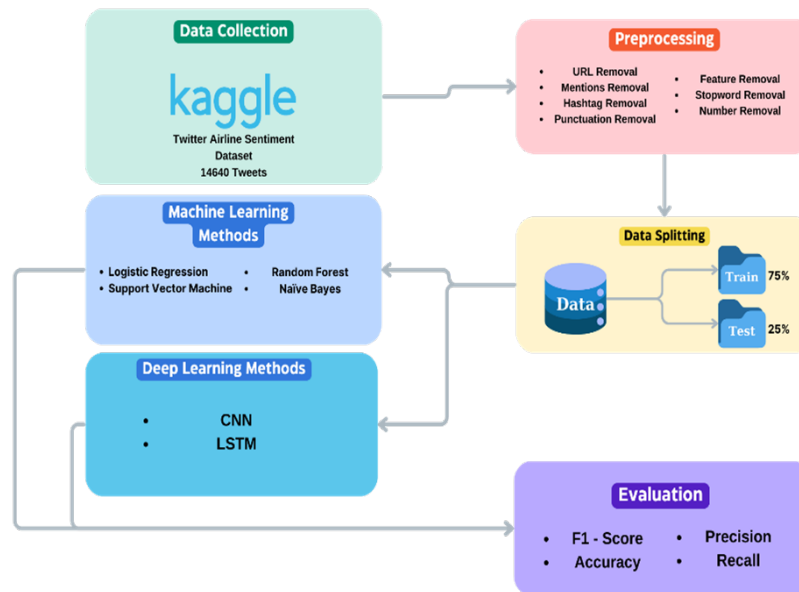 Data Collection
kaggle
Twitter Airline Sentiment
Dataset
14640 Tweets
Preprocessing
• URL Removal
• Mentions Removal
• Hashtag Removal
• Punctuation Removal
• Feature Removal
• Stopword Removal
• Number Removal
Machine Learning
Methods
• Logistic Regression
• Support Vector Machine
• Random Forest
• Naïve Bayes
Data Splitting
Data
Train 75%
Test 25%
Deep Learning Methods
• CNN
• LSTM
Evaluation
• F1 - Score
• Accuracy
• Precision
• Recall